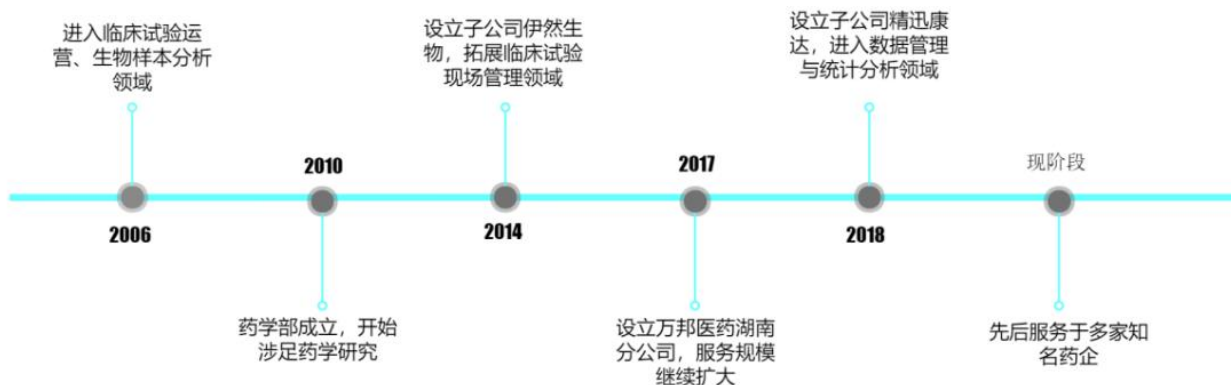 进入临床试验运
营、生物样本分析
领域
2006
2010
药学部成立，开始
涉足药学研究
设立子公司伊然生
物，拓展临床试验
现场管理领域
2014
2017
设立万邦医药湖南
分公司，服务规模
继续扩大
设立子公司精迅康
达，进入数据管理
与统计分析领域
2018
现阶段
先后服务于多家知
名药企